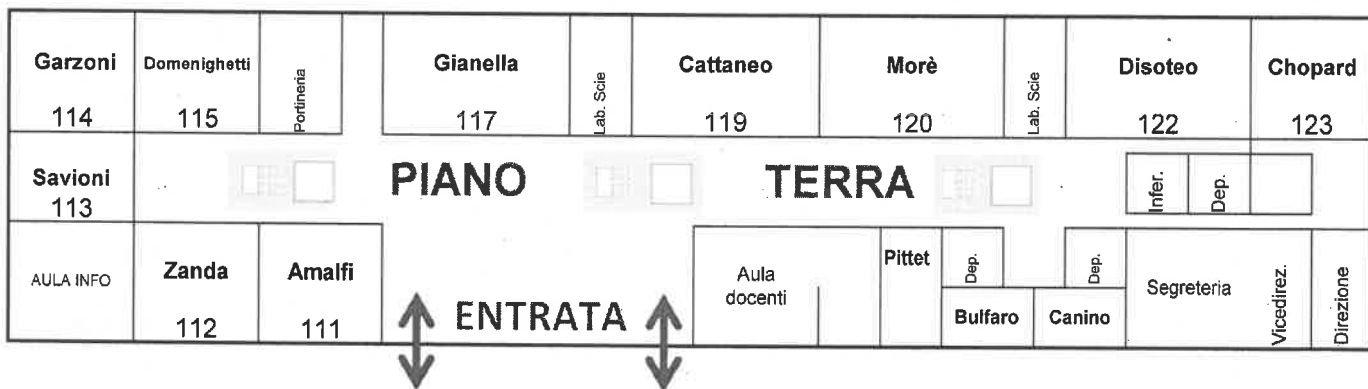 Garzoni
114
Domenighetti
115
Portineria
Gianella
117
Lab. Scie
Cattaneo
119
Morè
120
Lab. Scie
Disoteo
122
Chopard
123
Savioni
113
PIANO TERRA
Infer.
Dep.
AULA INFO
Zanda
112
Amalfi
111
ENTRATA
Aula
docenti
Pittet
Dep.
Bulfaro
Dep.
Canino
Segreteria
Vicedirez.
Direzione